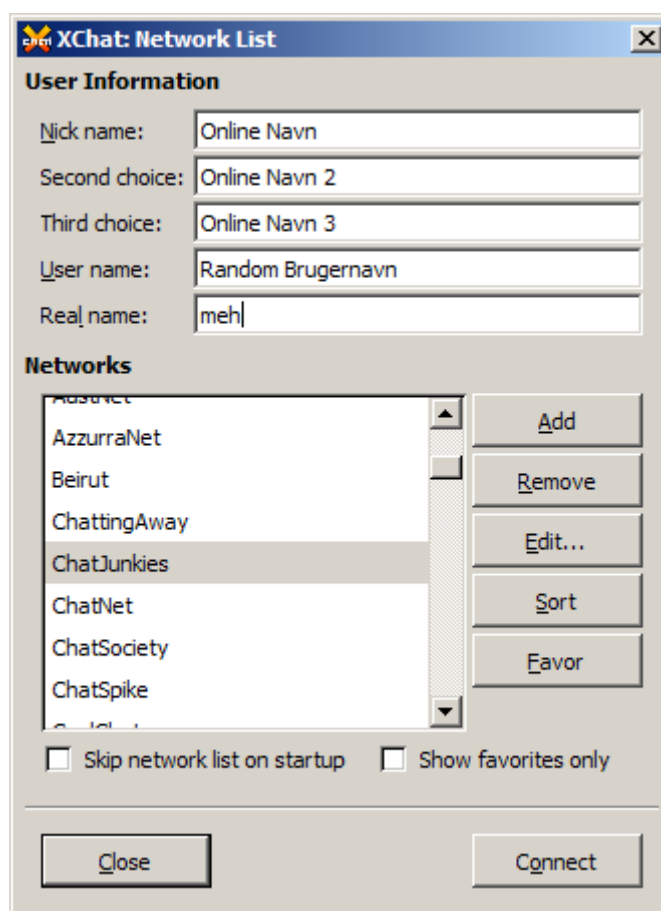 XChat: Network List
User Information
Nick name: Online Navn
Second choice: Online Navn 2
Third choice: Online Navn 3
User name: Random Brugernavn
Real name: meh
Networks
AzzurraNet
Beirut
ChattingAway
ChatJunkies
ChatNet
ChatSociety
ChatSpike
Add
Remove
Edit...
Sort
Favor
Skip network list on startup Show favorites only
Close Connect